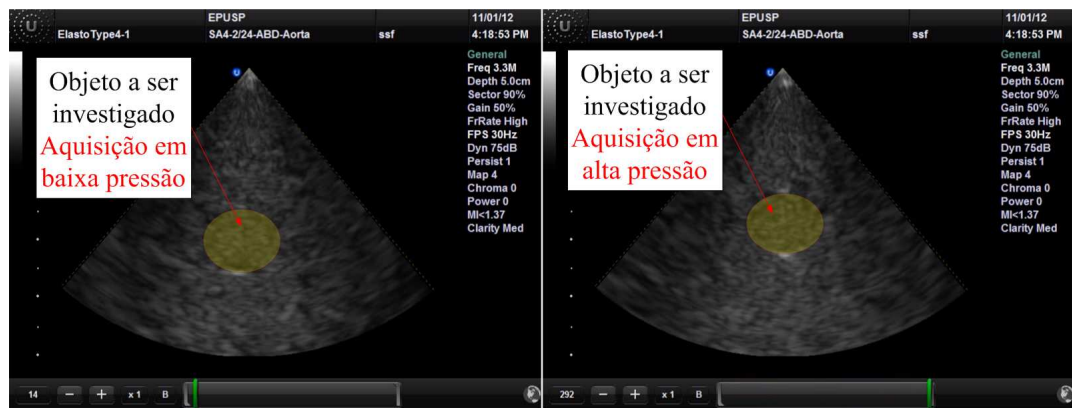 EPUSP
11/01/12
ElastoType4-1
SA4-2/24-ABD-Aorta
ssf
4:18:53 PM
General
Freq 3.3M
Depth 5.0cm
Sector 90%
Gain 50%
FrRate High
FPS 30Hz
Dyn 75dB
Persist 1
Map 4
Chroma 0
Power 0
MI<1.37
Clarity Med
Objeto a ser
investigado
Aquisição em
baixa pressão
U
U
14
x 1
B
EPUSP
11/01/12
ElastoType4-1
SA4-2/24-ABD-Aorta
ssf
4:18:53 PM
General
Freq 3.3M
Depth 5.0cm
Sector 90%
Gain 50%
FrRate High
FPS 30Hz
Dyn 75dB
Persist 1
Map 4
Chroma 0
Power 0
MI<1.37
Clarity Med
Objeto a ser
investigado
Aquisição em
alta pressão
U
U
292
x 1
B